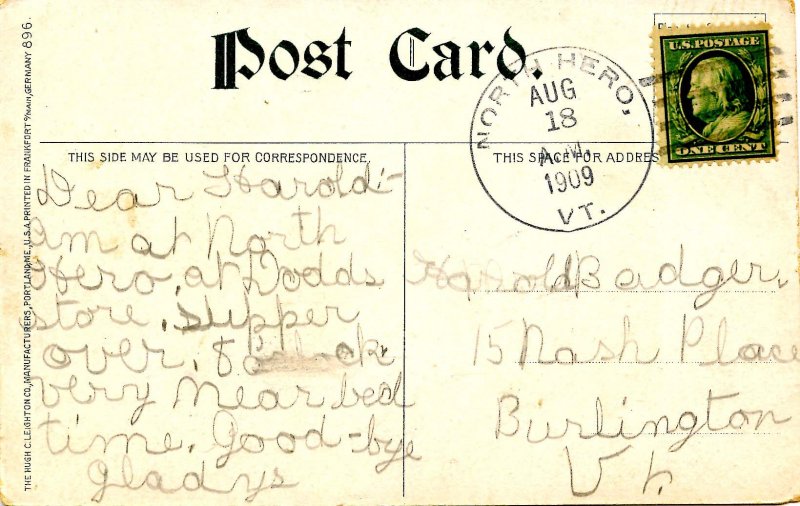 Post Card.
THE HUGH C. LEIGHTON CO., MANUFACTURERS, PORTLAND, ME., U.S.A. PRINTED IN FRANKFORT o/MAIN, GERMANY 896.
THIS SIDE MAY BE USED FOR CORRESPONDENCE.
Dear Harold:-
Am at North
Hero, at Dodds
store, supper
over, 8 o'clock
very near bed
time. Good-bye
Gladys
NORTH HERO,
AUG
18
A.M.
1909
VT.
U.S. POSTAGE
ONE CENT
THIS SPACE FOR ADDRES
Harold Badger,
15 Nash Place
Burlington
Vt.